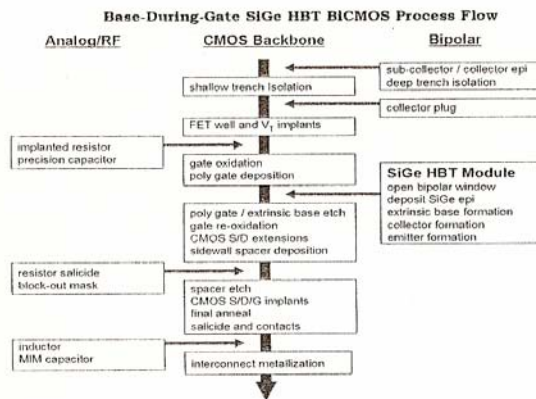 Base-During-Gate SiGe HBT BiCMOS Process Flow
Analog/RF
CMOS Backbone
Bipolar
sub-collector / collector epi
deep trench isolation
shallow trench Isolation
collector plug
FET well and VT implants
implanted resistor
precision capacitor
gate oxidation
poly gate deposition
SiGe HBT Module
open bipolar window
deposit SiGe epi
extrinsic base formation
collector formation
emitter formation
poly gate / extrinsic base etch
gate re-oxidation
CMOS S/D extensions
sidewall spacer deposition
resistor salicide
block-out mask
spacer etch
CMOS S/D/G implants
final anneal
salicide and contacts
inductor
MIM capacitor
interconnect metallization